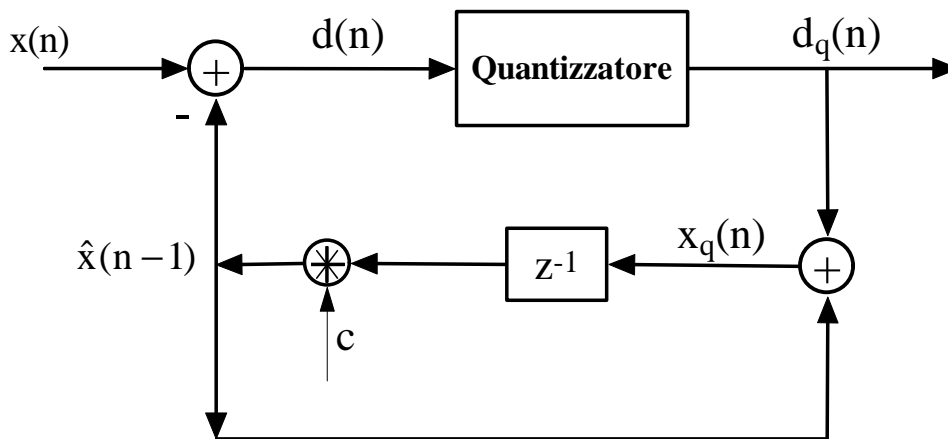 x(n)
+
-
d(n)
Quantizzatore
d_q(n)
x̂(n−1)
c
z⁻¹
x_q(n)
+